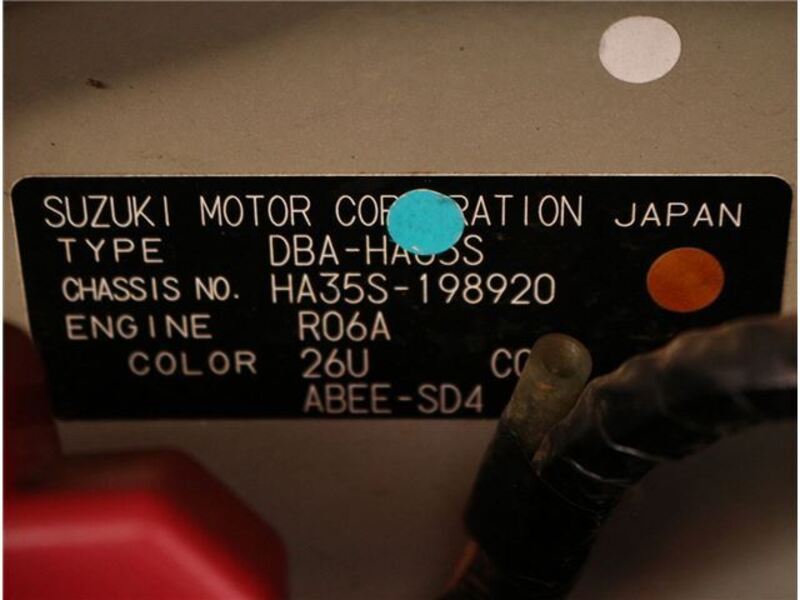 SUZUKI MOTOR JAPAN
TYPE
CHASSIS NO. HA35S-198920
ENGINE R06A
COLOR 26U
ABEE-SD4